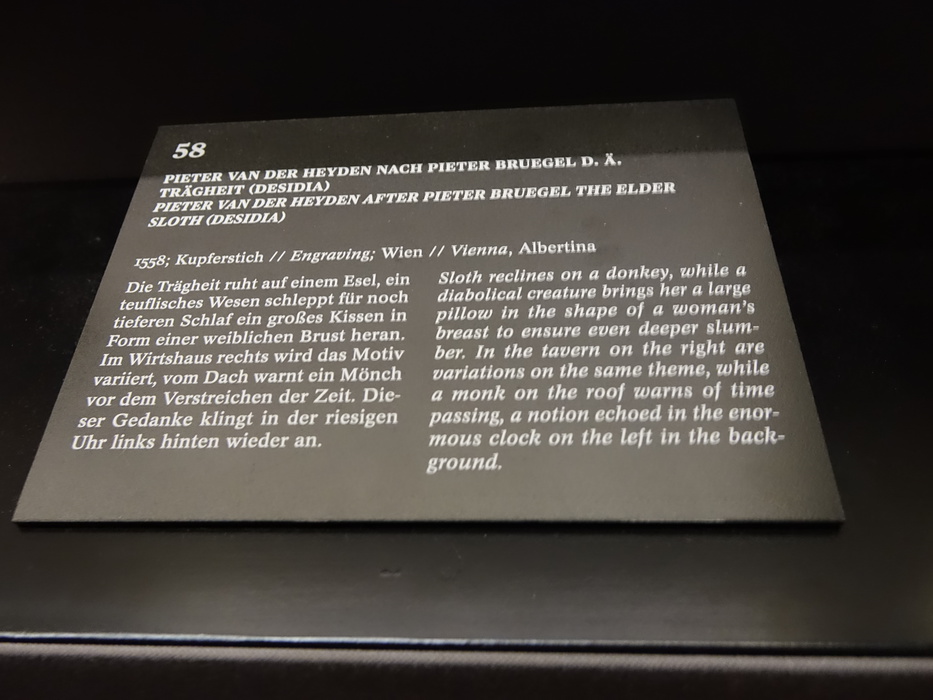 58
PIETER VAN DER HEYDEN NACH PIETER BRUEGEL D. Ä.
TRÄGHEIT (DESIDIA)
PIETER VAN DER HEYDEN AFTER PIETER BRUEGEL THE ELDER
SLOTH (DESIDIA)
1558; Kupferstich // Engraving; Wien // Vienna, Albertina
Die Trägheit ruht auf einem Esel, ein
teuflisches Wesen schleppt für noch
tieferen Schlaf ein großes Kissen in
Form einer weiblichen Brust heran.
Im Wirtshaus rechts wird das Motiv
variiert, vom Dach warnt ein Mönch
vor dem Verstreichen der Zeit. Die-
ser Gedanke klingt in der riesigen
Uhr links hinten wieder an.
Sloth reclines on a donkey, while a
diabolical creature brings her a large
pillow in the shape of a woman's
breast to ensure even deeper slum-
ber. In the tavern on the right are
variations on the same theme, while
a monk on the roof warns of time
passing, a notion echoed in the enor-
mous clock on the left in the back-
ground.